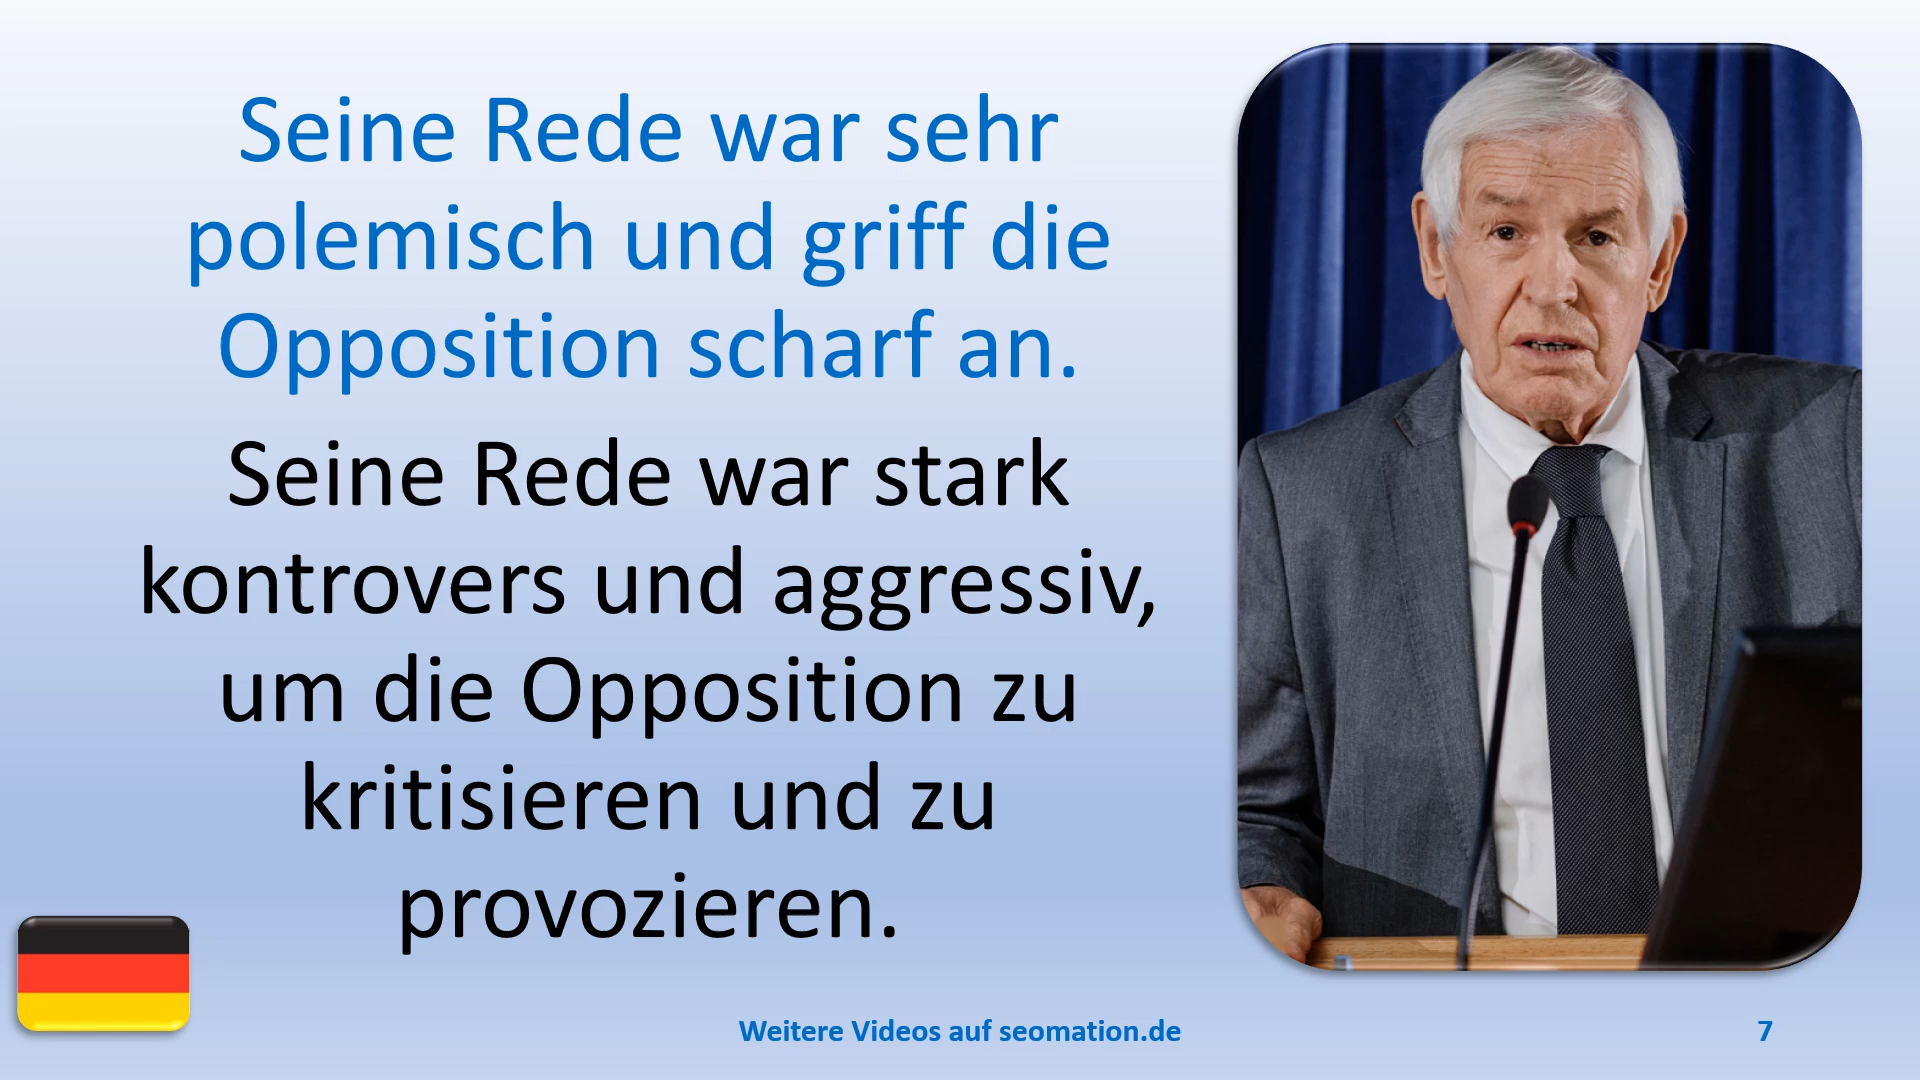 Seine Rede war sehr
polemisch und griff die
Opposition scharf an.
Seine Rede war stark
kontrovers und aggressiv,
um die Opposition zu
kritisieren und zu
provozieren.
Weitere Videos auf seomation.de
7